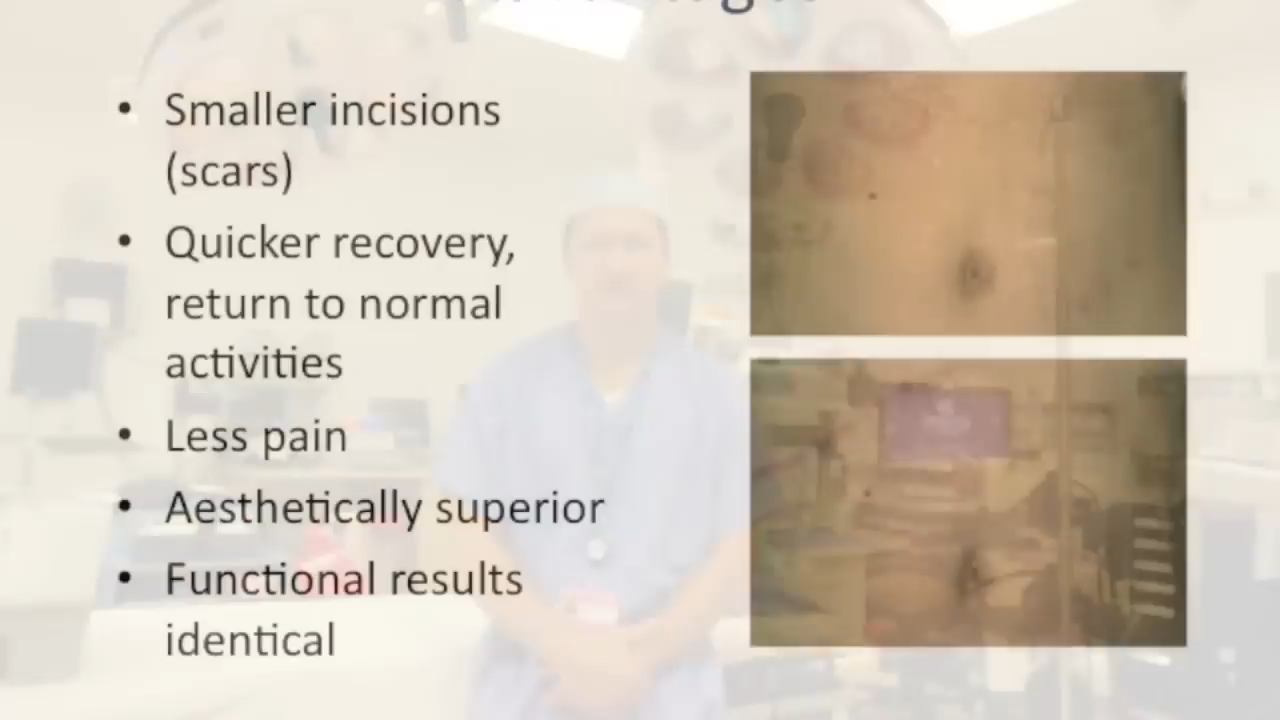 • Smaller incisions
(scars)
• Quicker recovery,
return to normal
activities
• Less pain
• Aesthetically superior
• Functional results
identical